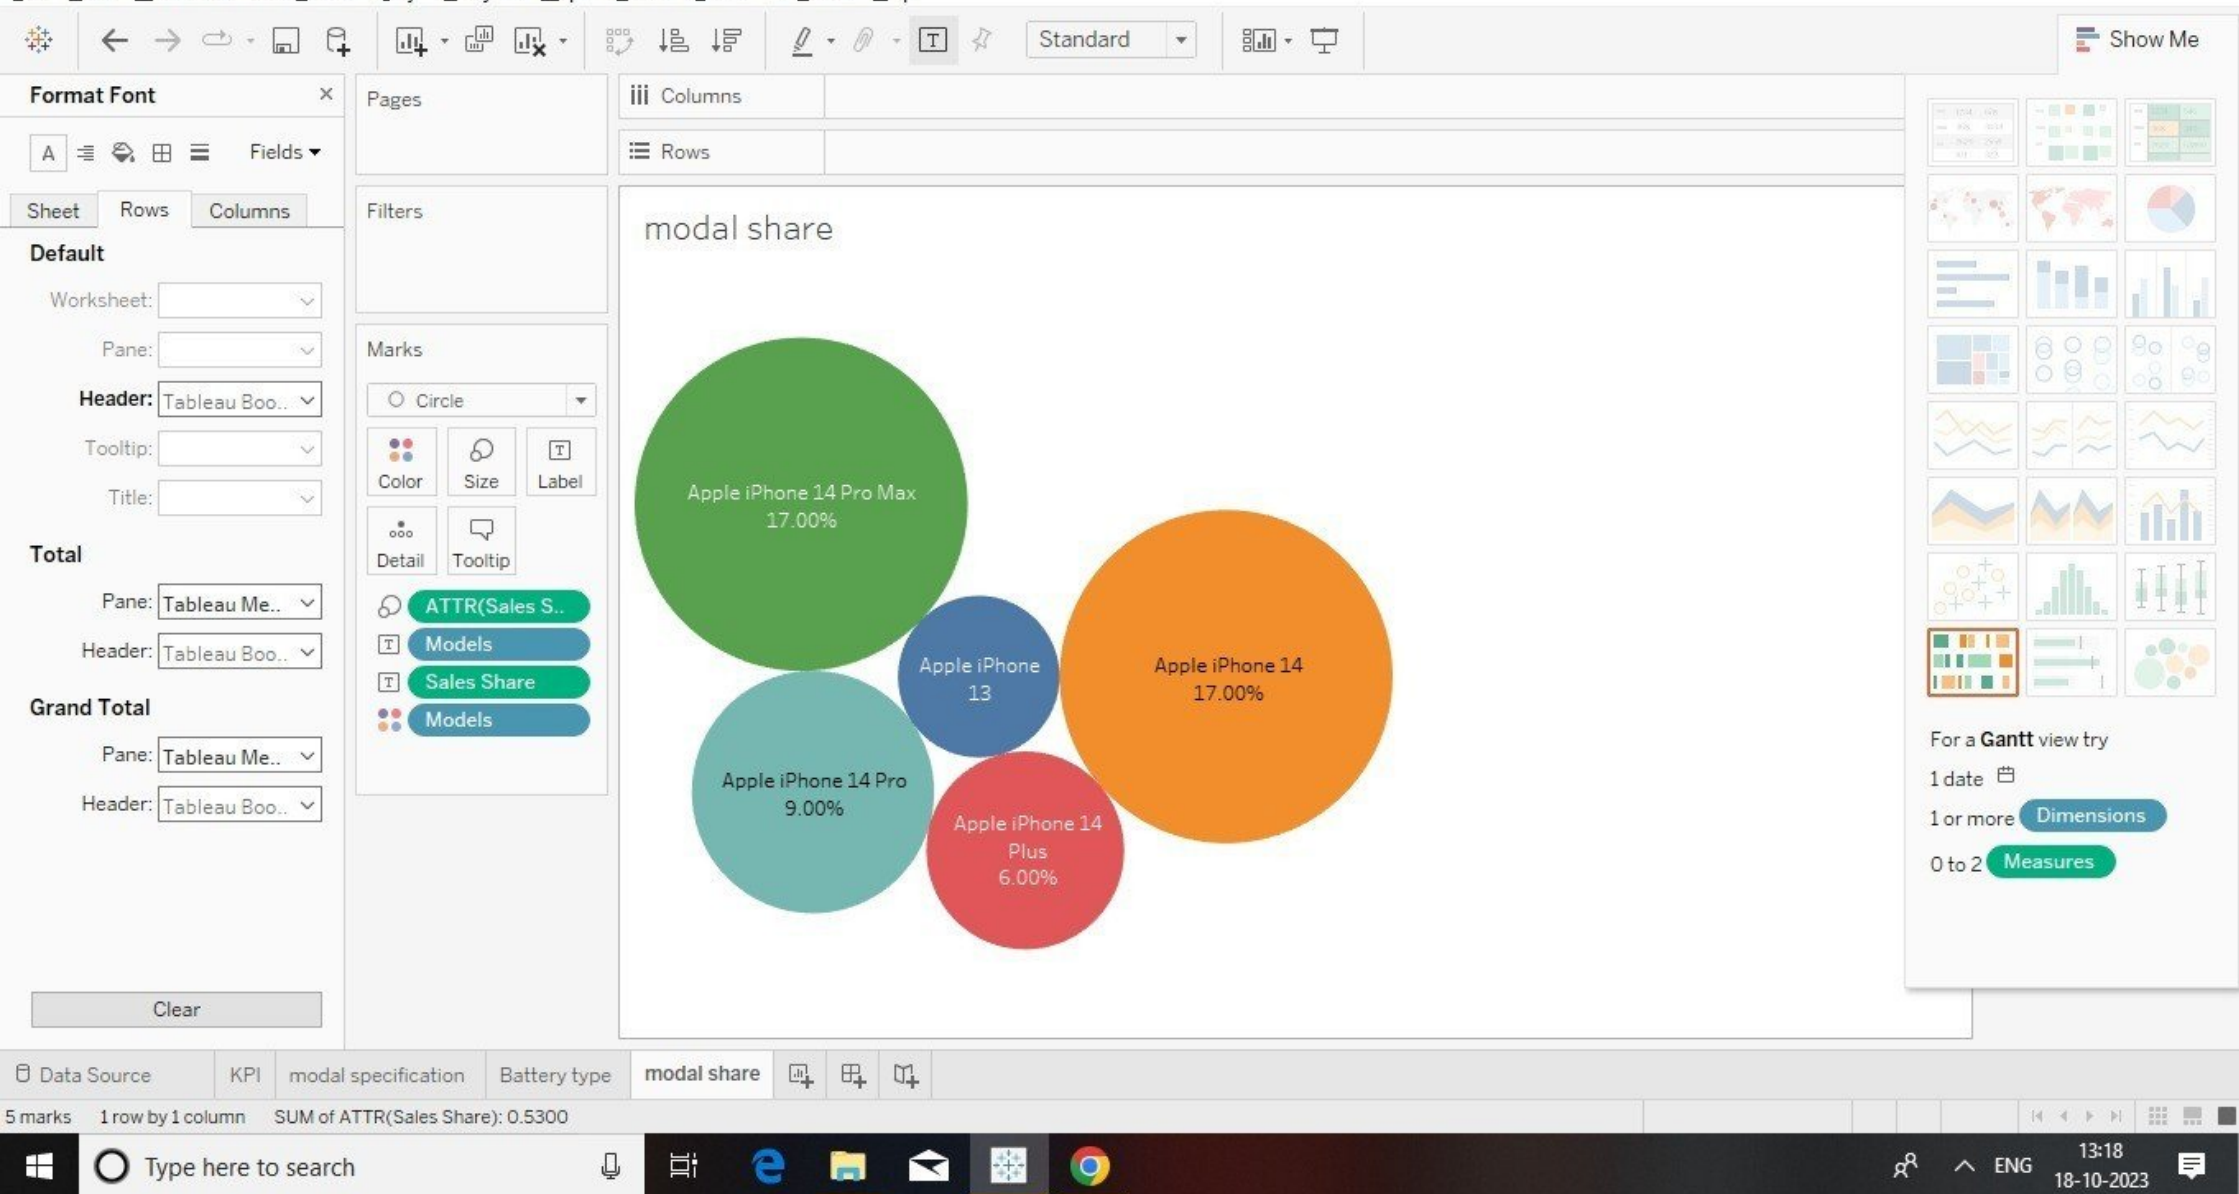 Standard
Show Me
Format Font
Fields
Sheet
Rows
Columns
Default
Worksheet:
Pane:
Header: Tableau Boo..
Tooltip:
Title:
Total
Pane: Tableau Me..
Header: Tableau Boo..
Grand Total
Pane: Tableau Me..
Header: Tableau Boo..
Clear
Pages
Filters
Marks
Circle
Color
Size
Label
Detail
Tooltip
ATTR(Sales S..
Models
Sales Share
Models
Columns
Rows
modal share
Apple iPhone 14 Pro Max
17.00%
Apple iPhone
13
Apple iPhone 14
17.00%
Apple iPhone 14 Pro
9.00%
Apple iPhone 14
Plus
6.00%
For a Gantt view try
1 date
1 or more Dimensions
0 to 2 Measures
Data Source
KPI
modal specification
Battery type
modal share
5 marks
1 row by 1 column
SUM of ATTR(Sales Share): 0.5300
Type here to search
ENG
13:18
18-10-2023